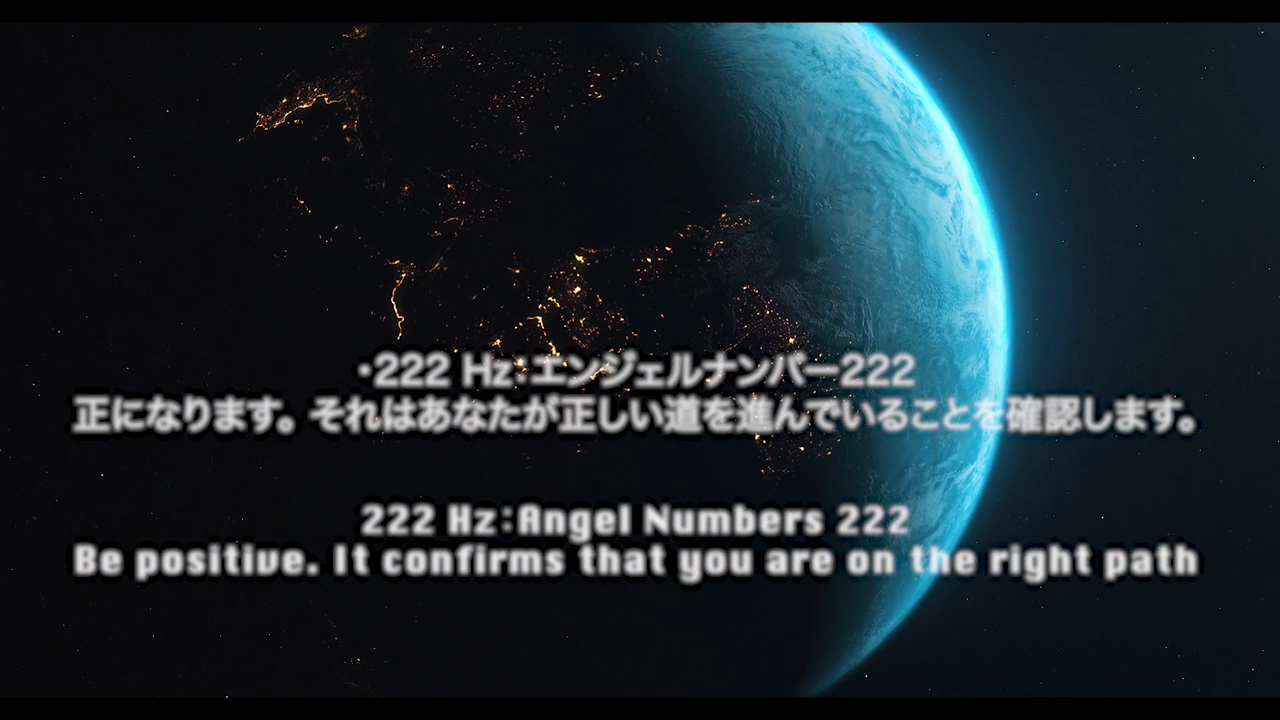 ・222 Hz：エンジェルナンバー222
正になります。それはあなたが正しい道を進んでいることを確認します。
222 Hz：Angel Numbers 222
Be positive. It confirms that you are on the right path